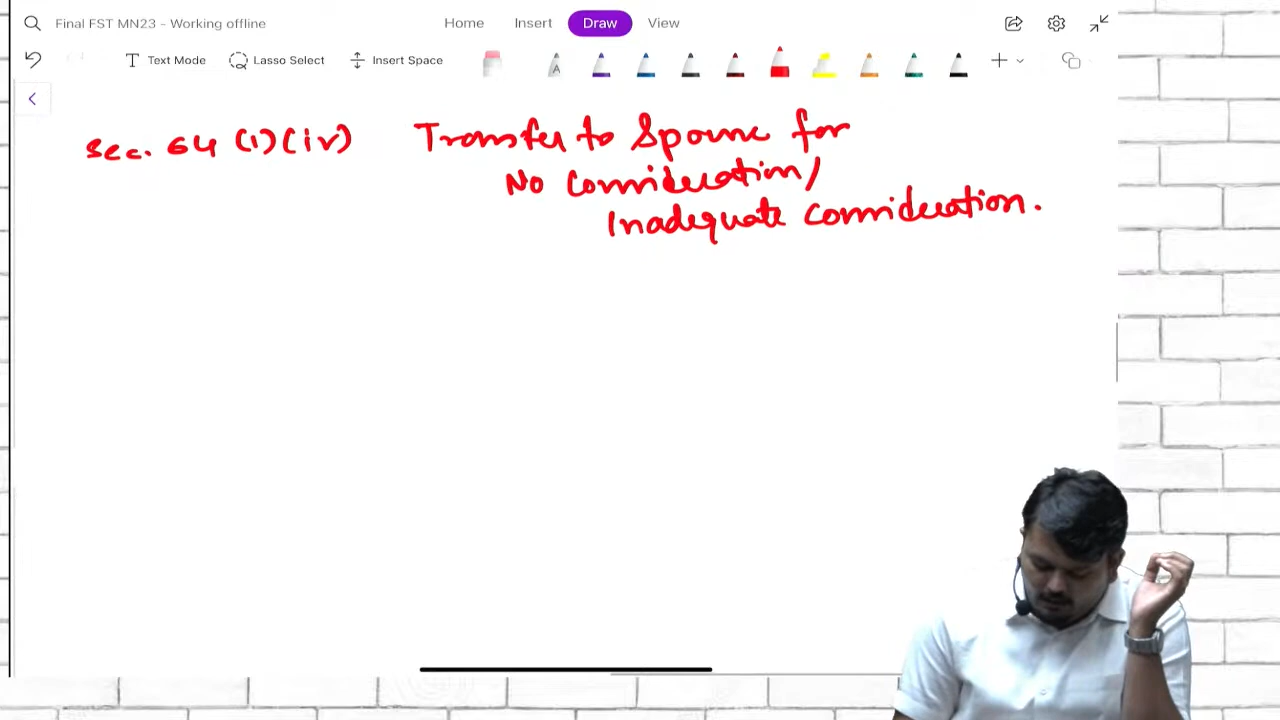 Final FST MN23 - Working offline
Home Insert Draw View
Text Mode Lasso Select Insert Space
A
Sec. 64 (1)(iv) Transfer to Spouse for
No consideration/
Inadequate consideration.